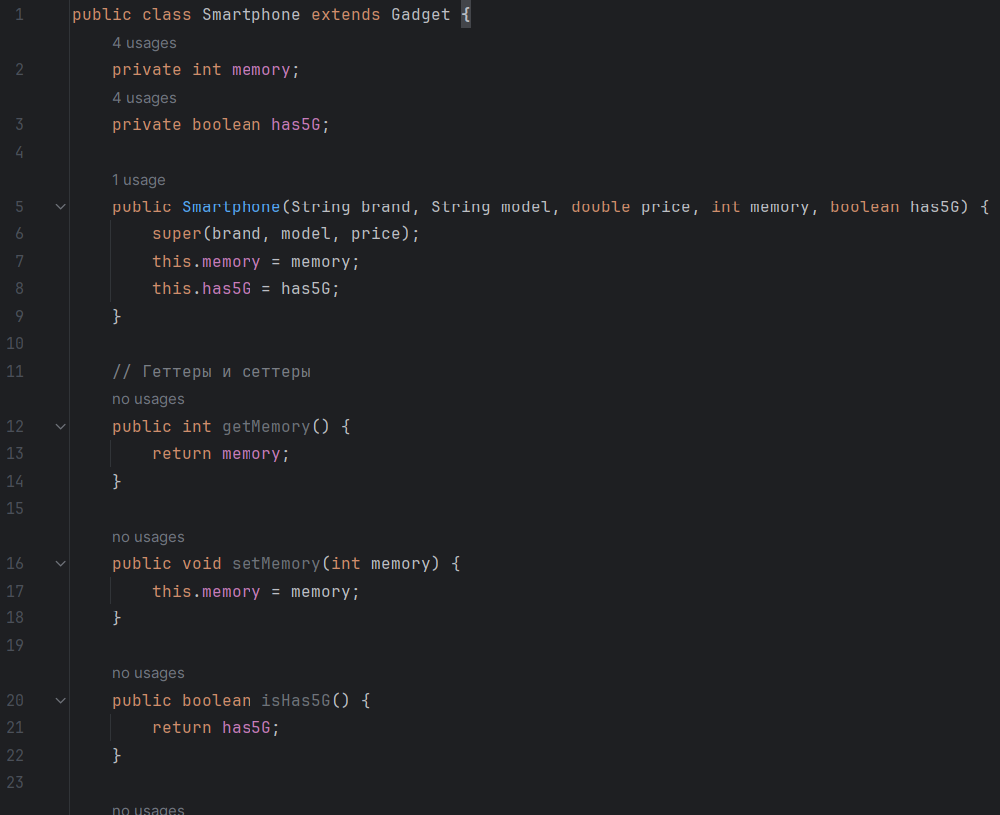 1 public class Smartphone extends Gadget {
4 usages
2 private int memory;
4 usages
3 private boolean has5G;
4
1 usage
5 public Smartphone(String brand, String model, double price, int memory, boolean has5G) {
6 super(brand, model, price);
7 this.memory = memory;
8 this.has5G = has5G;
9 }
10
11 // Геттеры и сеттеры
no usages
12 public int getMemory() {
13 return memory;
14 }
15
no usages
16 public void setMemory(int memory) {
17 this.memory = memory;
18 }
19
no usages
20 public boolean isHas5G() {
21 return has5G;
22 }
23
no usages